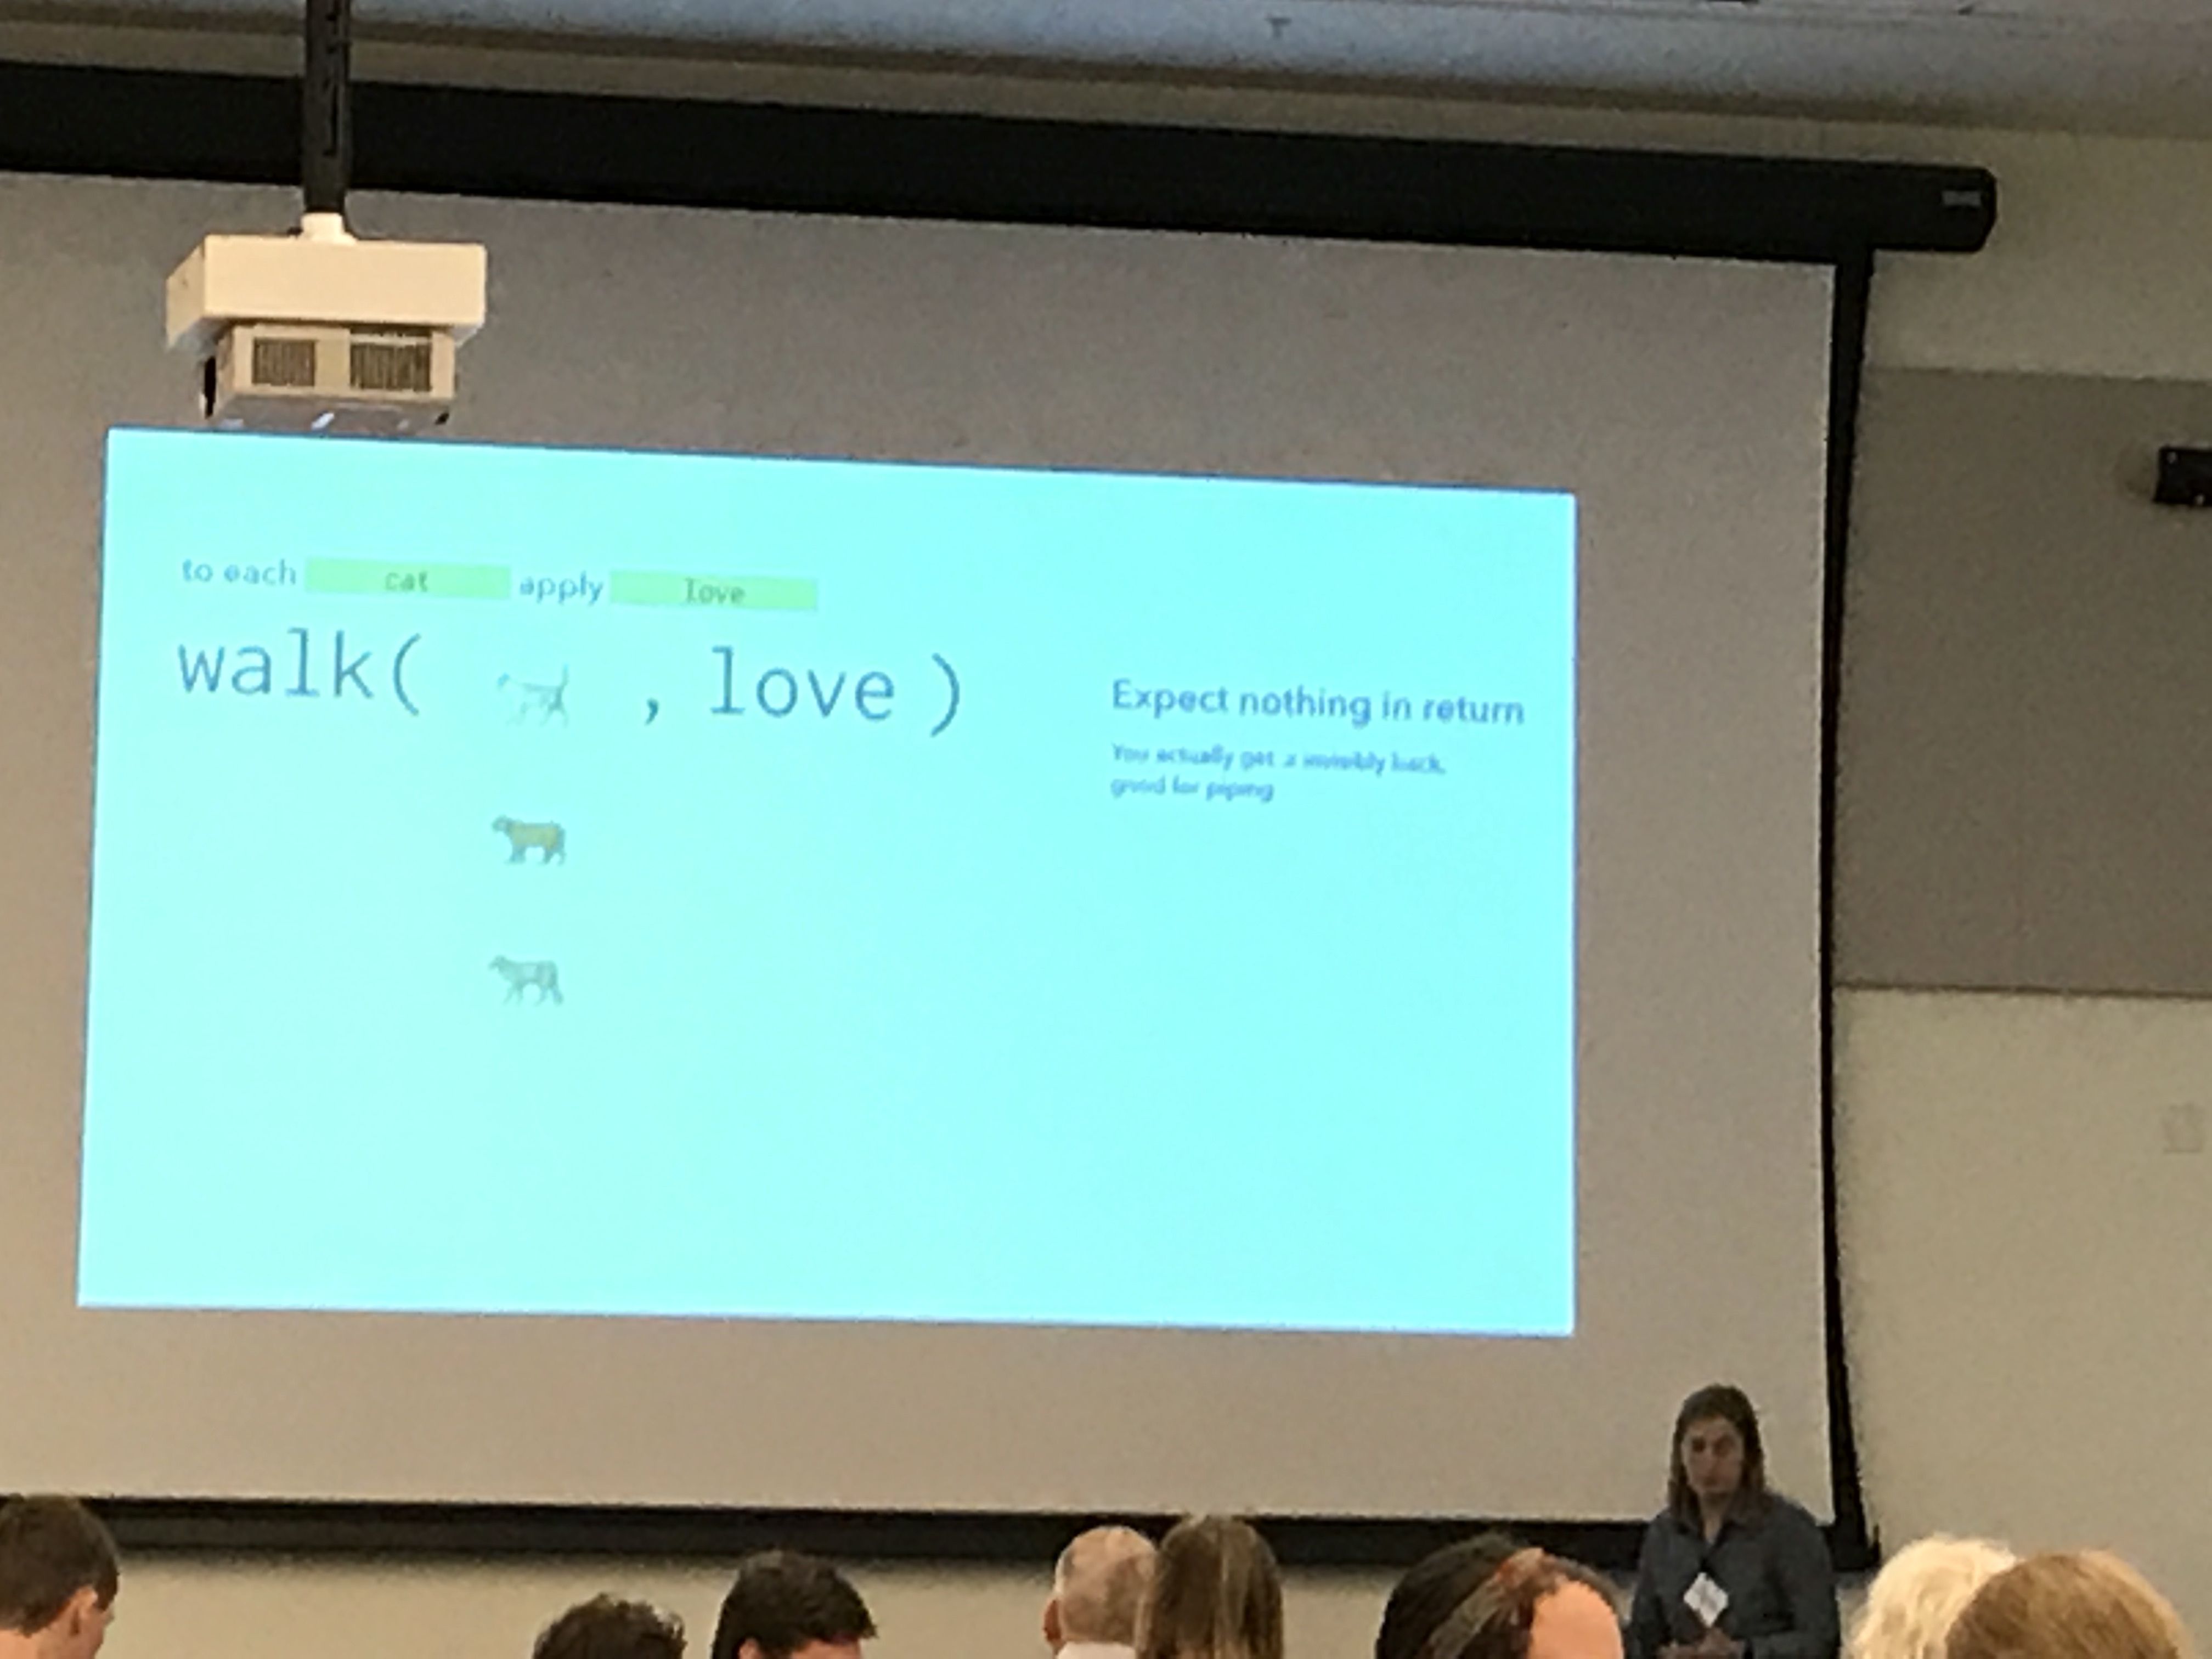 to each cat apply love
walk( , love )
Expect nothing in return
You actually get a invisibly back,
good for piping